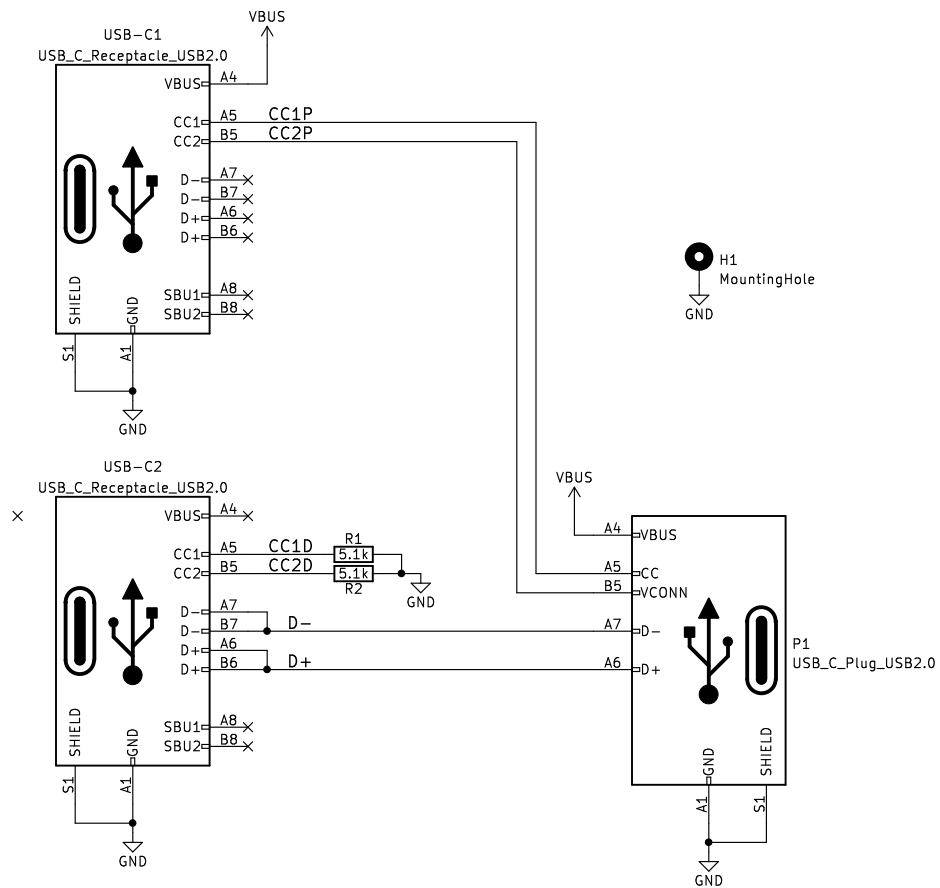 VBUS
USB-C1
USB_C_Receptacle_USB2.0
VBUS A4
CC1 A5 CC1P
CC2 B5 CC2P
D- A7
D- B7
D+ A6
D+ B6
SBU1 A8
SBU2 B8
SHIELD
GND
S1
A1
GND
H1
MountingHole
GND
USB-C2
USB_C_Receptacle_USB2.0
VBUS A4
CC1 A5 CC1D
CC2 B5 CC2D
R1
5.1k
5.1k
R2
GND
D- A7
D- B7 D-
D+ A6
D+ B6 D+
SBU1 A8
SBU2 B8
SHIELD
GND
S1
A1
GND
VBUS
A4 VBUS
A5 CC
B5 VCONN
A7 D-
A6 D+
P1
USB_C_Plug_USB2.0
GND
SHIELD
A1
S1
GND